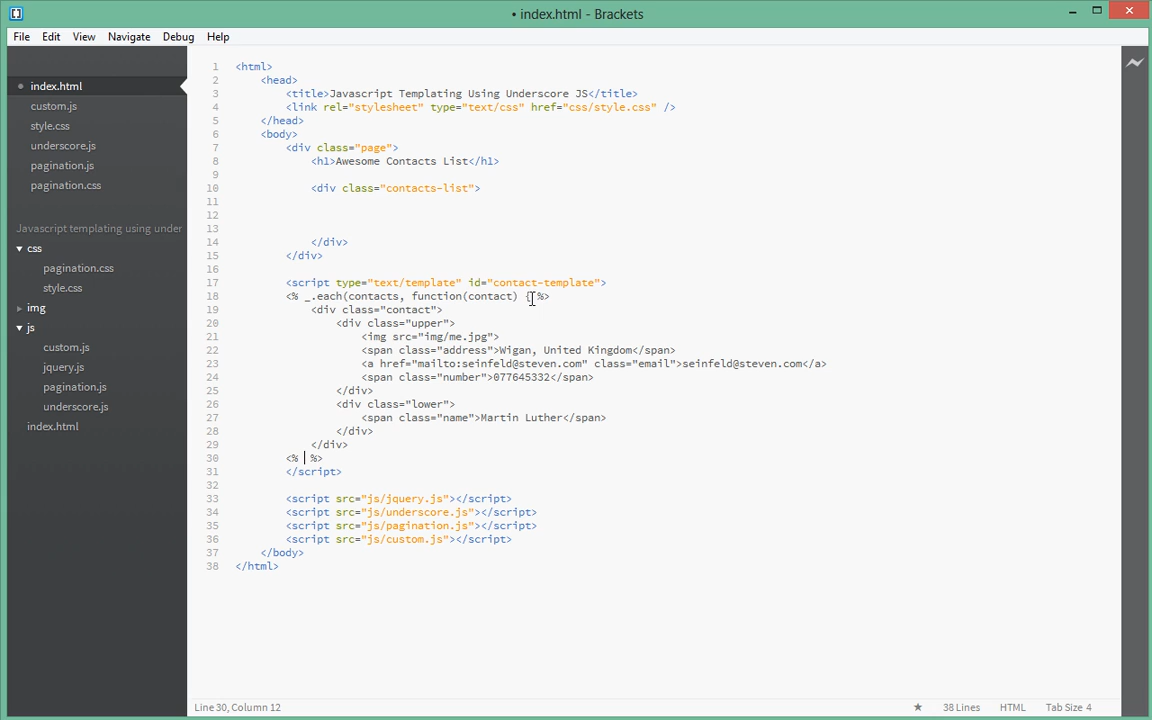 • index.html - Brackets
File Edit View Navigate Debug Help
index.html
custom.js
style.css
underscore.js
pagination.js
pagination.css
Javascript templating using under
css
pagination.css
style.css
img
js
custom.js
jquery.js
pagination.js
underscore.js
index.html
1 <html>
2 <head>
3 <title>Javascript Templating Using Underscore JS</title>
4 <link rel="stylesheet" type="text/css" href="css/style.css" />
5 </head>
6 <body>
7 <div class="page">
8 <h1>Awesome Contacts List</h1>
9
10 <div class="contacts-list">
11
12
13
14 </div>
15 </div>
16
17 <script type="text/template" id="contact-template">
18 <% _.each(contacts, function(contact) { %>
19 <div class="contact">
20 <div class="upper">
21 <img src="img/me.jpg">
22 <span class="address">Wigan, United Kingdom</span>
23 <a href="mailto:seinfeld@steven.com" class="email">seinfeld@steven.com</a>
24 <span class="number">077645332</span>
25 </div>
26 <div class="lower">
27 <span class="name">Martin Luther</span>
28 </div>
29 </div>
30 <% %>
31 </script>
32
33 <script src="js/jquery.js"></script>
34 <script src="js/underscore.js"></script>
35 <script src="js/pagination.js"></script>
36 <script src="js/custom.js"></script>
37 </body>
38 </html>
Line 30, Column 12
38 Lines HTML Tab Size 4